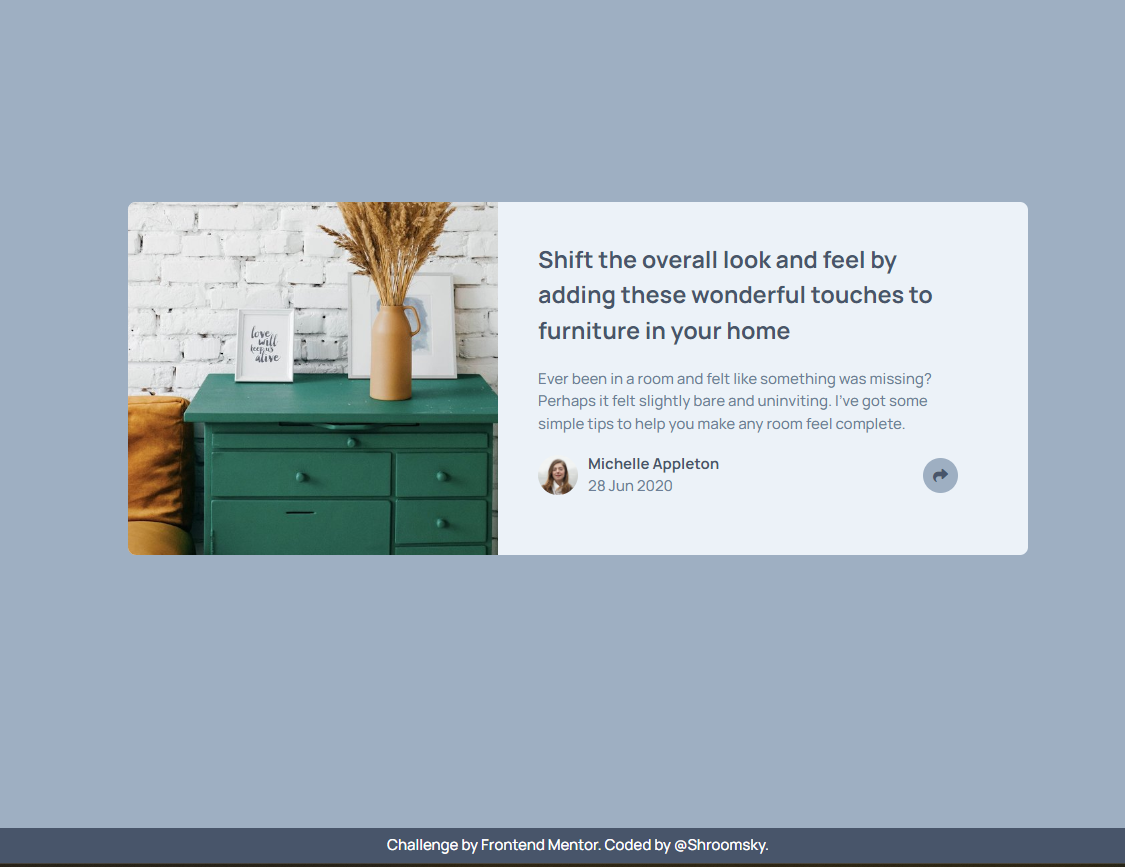 love
will
keep us
alive
Shift the overall look and feel by
adding these wonderful touches to
furniture in your home
Ever been in a room and felt like something was missing?
Perhaps it felt slightly bare and uninviting. I've got some
simple tips to help you make any room feel complete.
Michelle Appleton
28 Jun 2020
Challenge by Frontend Mentor. Coded by @Shroomsky.